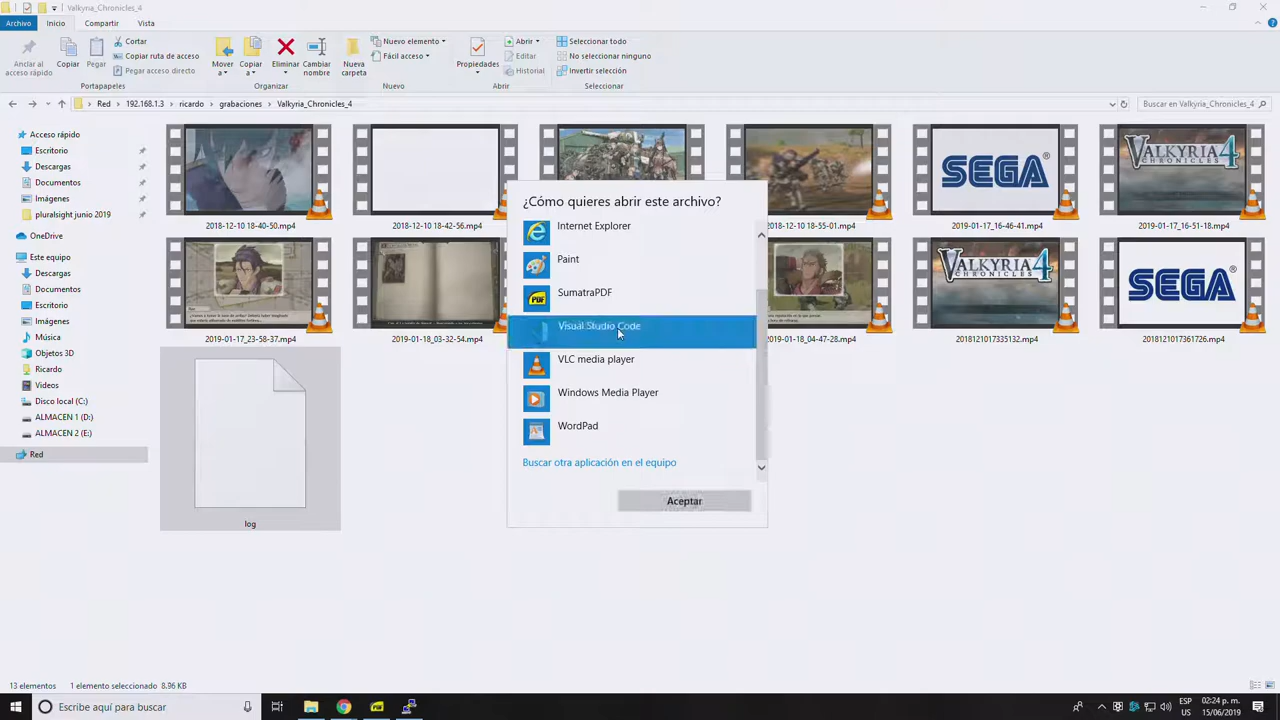 Valkyria_Chronicles_4
Archivo
Inicio
Compartir
Vista
Anclar al
acceso rápido
Copiar
Pegar
Cortar
Copiar ruta de acceso
Pegar acceso directo
Portapapeles
Mover
a
Copiar
a
Eliminar
Cambiar
nombre
Organizar
Nueva
carpeta
Nuevo elemento
Fácil acceso
Nuevo
Propiedades
Abrir
Editar
Historial
Abrir
Seleccionar todo
No seleccionar ninguno
Invertir selección
Seleccionar
Red
192.168.1.3
ricardo
grabaciones
Valkyria_Chronicles_4
Buscar en Valkyria_Chronicles_4
Acceso rápido
Escritorio
Descargas
Documentos
Imágenes
pluralsight junio 2019
OneDrive
Este equipo
Descargas
Documentos
Escritorio
Imágenes
Música
Objetos 3D
Ricardo
Videos
Disco local (C:)
ALMACEN 1 (D:)
ALMACEN 2 (E:)
Red
SEGA
VALKYRIA
CHRONICLES 4
2018-12-10 18-40-50.mp4
2018-12-10 18-42-56.mp4
2018-12-10 18-55-01.mp4
2019-01-17_16-46-41.mp4
2019-01-17_16-51-18.mp4
VALKYRIA
CHRONICLES 4
SEGA
2019-01-17_23-58-37.mp4
2019-01-18_03-32-54.mp4
2019-01-18_04-47-28.mp4
2018121017335132.mp4
2018121017361726.mp4
log
¿Cómo quieres abrir este archivo?
Internet Explorer
Paint
PDF
SumatraPDF
Visual Studio Code
VLC media player
Windows Media Player
WordPad
Buscar otra aplicación en el equipo
Aceptar
13 elementos
1 elemento seleccionado 8.96 KB
Escribe aquí para buscar
ESP
US
02:24 p. m.
15/06/2019